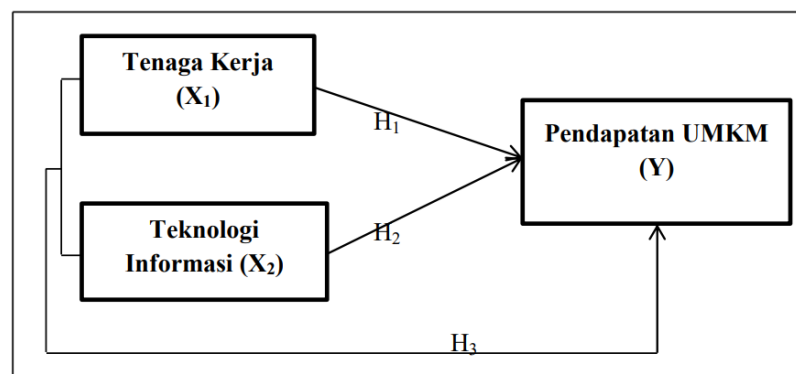 Tenaga Kerja
(X₁)
H₁
Pendapatan UMKM
(Y)
Teknologi
Informasi (X₂)
H₂
H₃